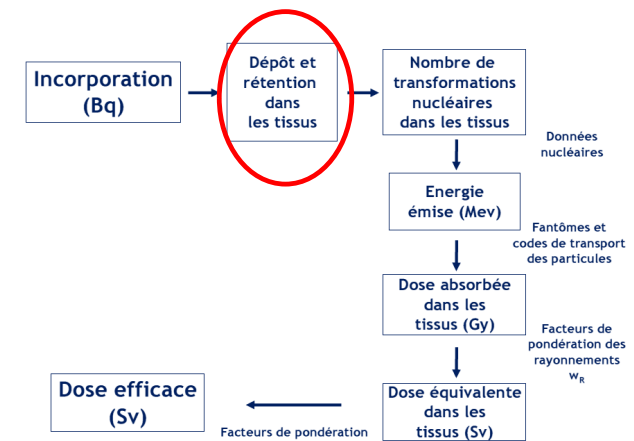 Incorporation
(Bq)
Dépôt et
rétention
dans
les tissus
Nombre de
transformations
nucléaires
dans les tissus
Données
nucléaires
Energie
émise (Mev)
Fantômes et
codes de transport
des particules
Dose absorbée
dans les
tissus (Gy)
Facteurs de
pondération des
rayonnements
wR
Dose équivalente
dans les
tissus (Sv)
Facteurs de pondération
Dose efficace
(Sv)